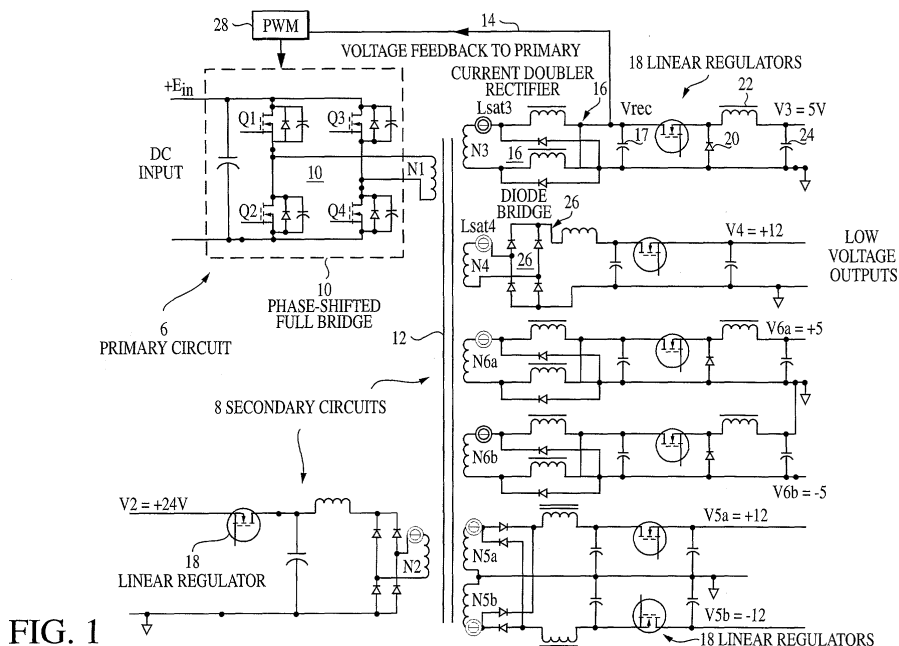 28
PWM
14
VOLTAGE FEEDBACK TO PRIMARY
CURRENT DOUBLER
RECTIFIER
18 LINEAR REGULATORS
+Ein
Q1
Q3
DC
INPUT
10
N1
Q2
Q4
10
PHASE-SHIFTED
FULL BRIDGE
6
PRIMARY CIRCUIT
12
8 SECONDARY CIRCUITS
Lsat3
16
Vrec
22
V3 = 5V
N3
16
17
20
24
DIODE
BRIDGE
26
Lsat4
N4
26
V4 = +12
LOW
VOLTAGE
OUTPUTS
V6a = +5
N6a
N6b
V6b = -5
V2 = +24V
18
LINEAR REGULATOR
N2
V5a = +12
N5a
N5b
V5b = -12
18 LINEAR REGULATORS
FIG. 1